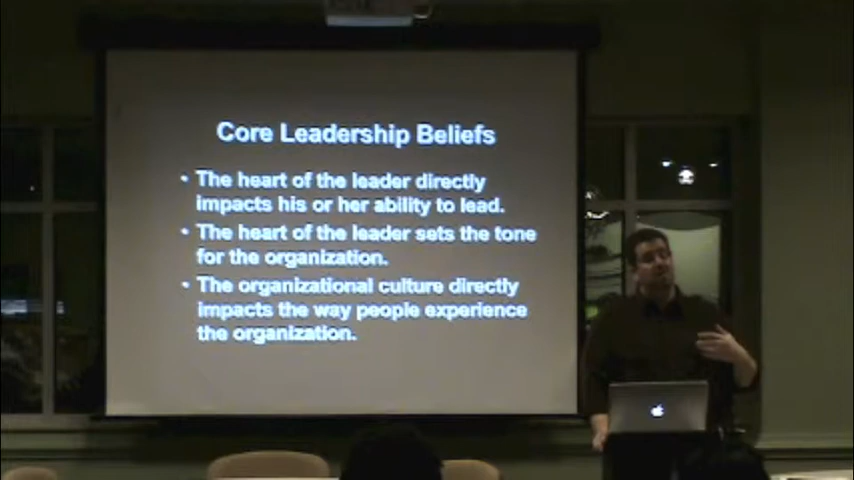 Core Leadership Beliefs
• The heart of the leader directly
impacts his or her ability to lead.
• The heart of the leader sets the tone
for the organization.
• The organizational culture directly
impacts the way people experience
the organization.